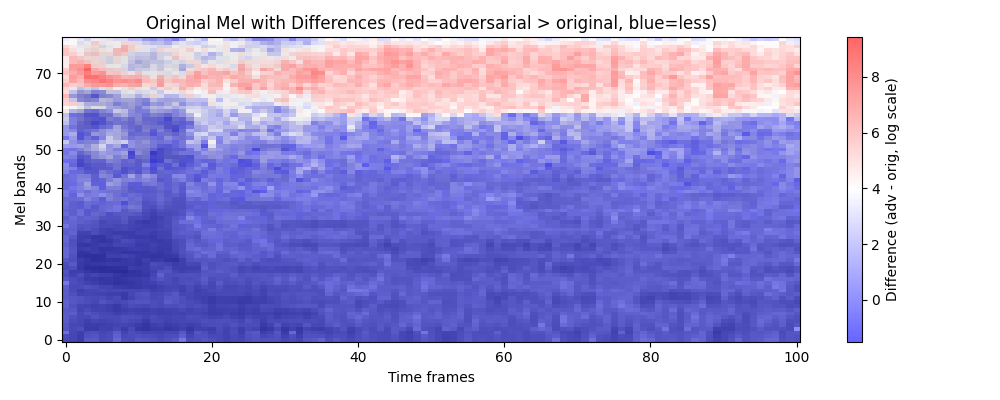 Original Mel with Differences (red=adversarial > original, blue=less)
Mel bands
70
60
50
40
30
20
10
0
0 20 40 60 80 100
Time frames
8
6
4
2
0
Difference (adv - orig, log scale)